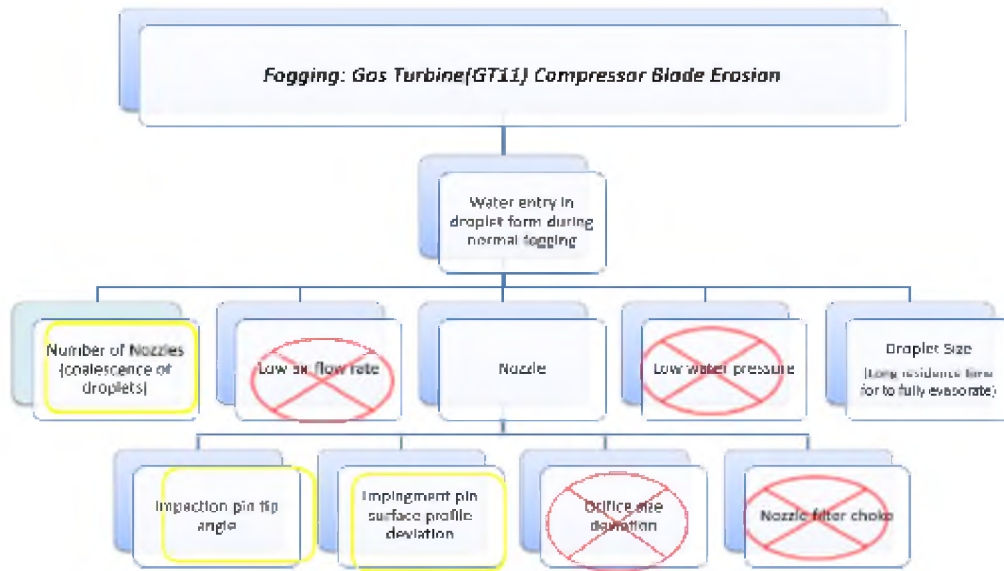 Fogging: Gas Turbine(GT11) Compressor Blade Erosion
Water entry in
droplet form during
normal fogging
Number of Nozzles
(coalescence of
droplets)
Low air flow rate
Nozzle
Low water pressure
Droplet Size
(Long residence time
for to fully evaporate)
Impaction pin tip
angle
Impingment pin
surface profile
deviation
Orifice size
deviation
Nozzle filter choke